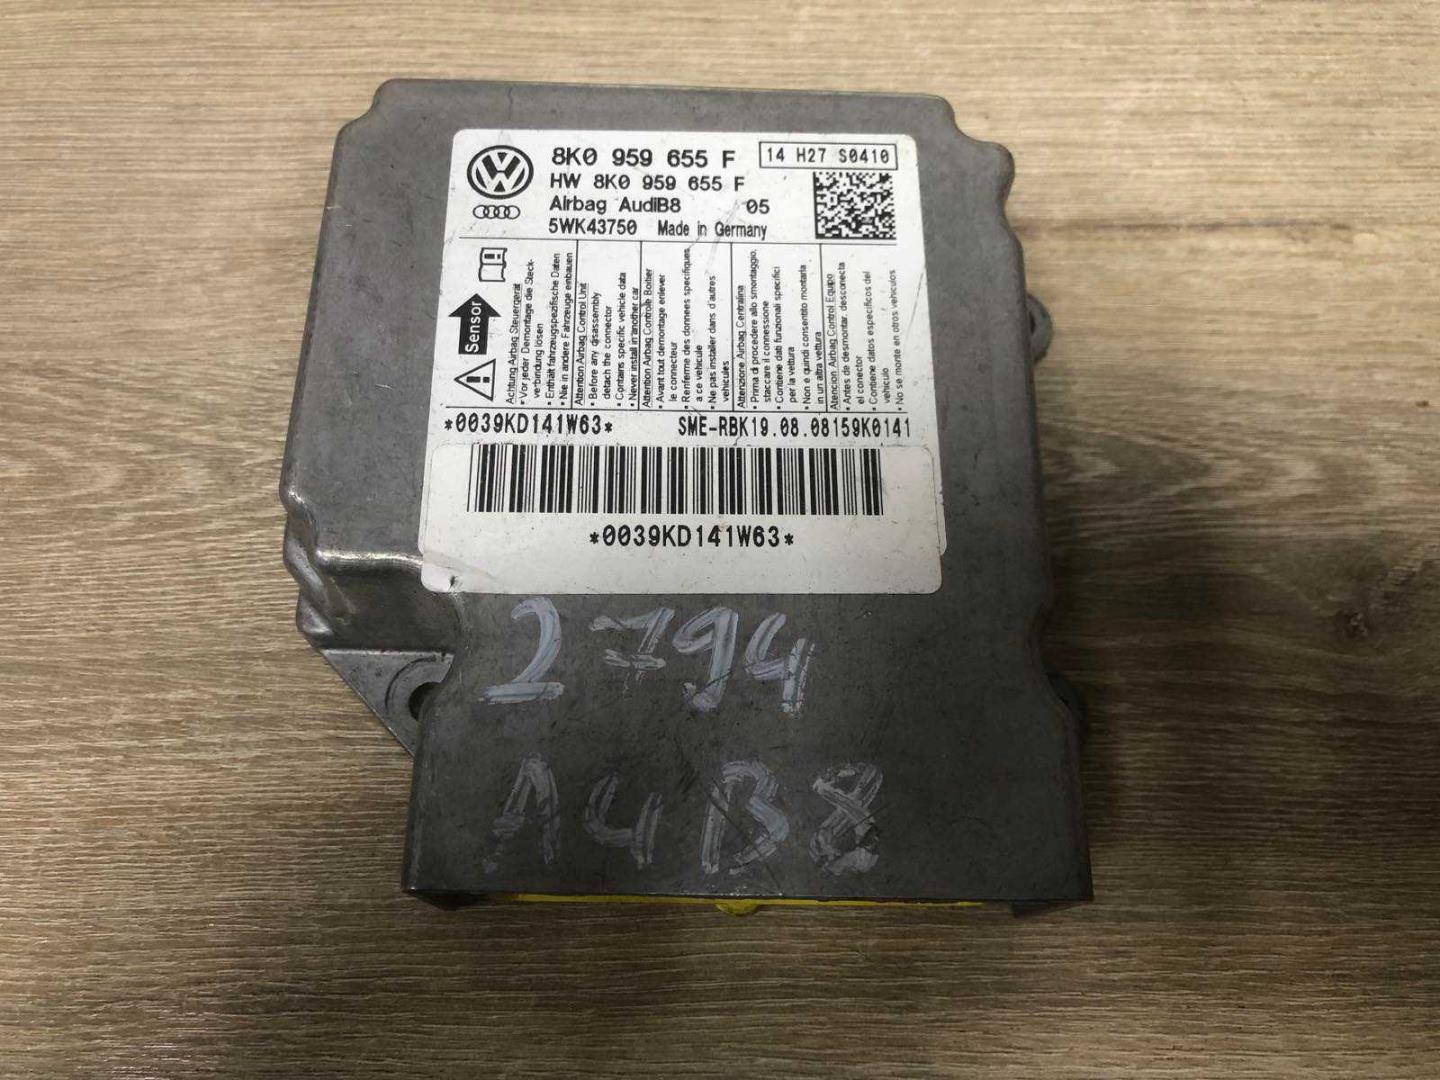 8K0 959 655 F
14 H27 S0410
HW 8K0 959 655 F
Airbag AudiB8 05
5WK43750 Made in Germany
Sensor
Achtung Airbag Steuergerät
• Vor jeder Demontage die Steck-
verbindung lösen
• Enthält fahrzeugspezifische Daten
• Nie in andere Fahrzeuge einbauen
Attention Airbag Control Unit
• Before any disassembly
detach the connector
• Contains specific vehicle data
• Never install in another car
Attention Airbag Controle Boitier
• Avant tout demontage enlever
le connecteur
• Renferme des donnees specifiques
a ce vehicule
• Ne pas installer dans d'autres
vehicules
Attenzione Airbag Centralina
• Prima di procedere allo smontaggio,
staccare il connessione
• Contiene dati funzionali specifici
per la vettura
• Non e quindi consentito montarla
in un altra vettura
Atencion Airbag Control Equipo
• Antes de desmontar, desconecta
el conector
• Contiene datos especificos del
vehiculo
• No se monte en otros vehiculos
*0039KD141W63* SME-RBK19.08.08159K0141
*0039KD141W63*
2794
A4B8